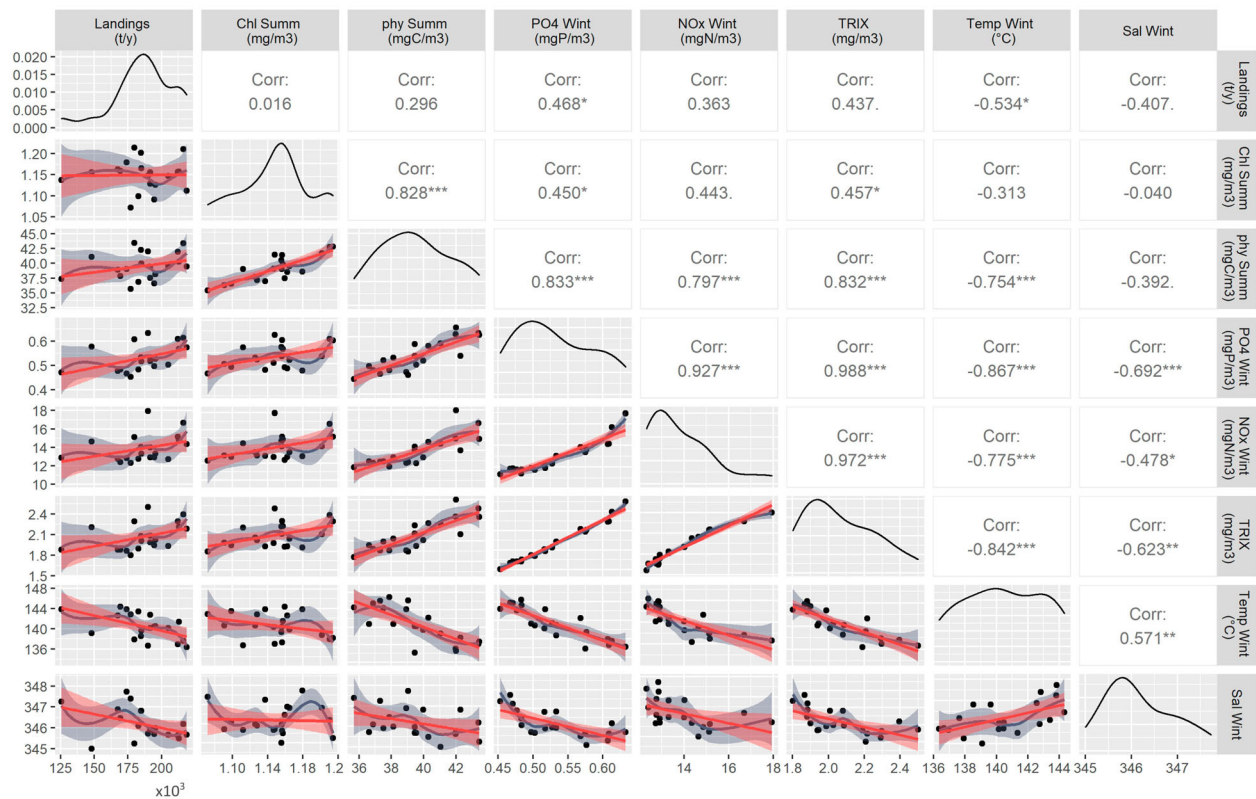 Landings Chl Summ phy Summ PO4 Wint NOx Wint TRIX Temp Wint Sal Wint
(t/y) (mg/m3) (mgC/m3) (mgP/m3) (mgN/m3) (mg/m3) (°C)
0.020
0.015
0.010
0.005
0.000
Corr: Corr: Corr: Corr: Corr: Corr: Corr:
0.016 0.296 0.468* 0.363 0.437. -0.534* -0.407.
Landings
(t/y)
1.20
1.15
1.10
1.05
Corr: Corr: Corr: Corr: Corr: Corr:
0.828*** 0.450* 0.443. 0.457* -0.313 -0.040
Chl Summ
(mg/m3)
45.0
42.5
40.0
37.5
35.0
32.5
Corr: Corr: Corr: Corr: Corr:
0.833*** 0.797*** 0.832*** -0.754*** -0.392.
phy Summ
(mgC/m3)
0.6
0.5
0.4
Corr: Corr: Corr: Corr:
0.927*** 0.988*** -0.867*** -0.692***
PO4 Wint
(mgP/m3)
18
16
14
12
10
Corr: Corr: Corr:
0.972*** -0.775*** -0.478*
NOx Wint
(mgN/m3)
2.4
2.1
1.8
1.5
Corr: Corr:
-0.842*** -0.623**
TRIX
(mg/m3)
148
144
140
136
Corr:
0.571**
Temp Wint
(°C)
348
347
346
345
Sal Wint
125 150 175 200 1.10 1.14 1.18 1.2 36 38 40 42 0.45 0.50 0.55 0.60 14 16 18 1.8 2.0 2.2 2.4 136 138 140 142 144 345 346 347
x10³